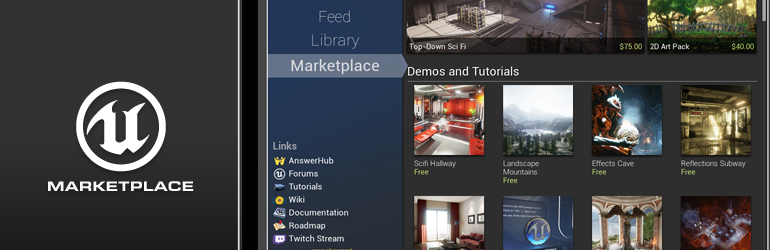 MARKETPLACE
Feed
Library
Marketplace
Links
AnswerHub
Forums
Tutorials
Wiki
Documentation
Roadmap
Twitch Stream
Top-Down Sci Fi
$75.00
2D Art Pack
$40.00
Demos and Tutorials
Scifi Hallway
Free
Landscape
Mountains
Free
Effects Cave
Free
Reflections Subway
Free